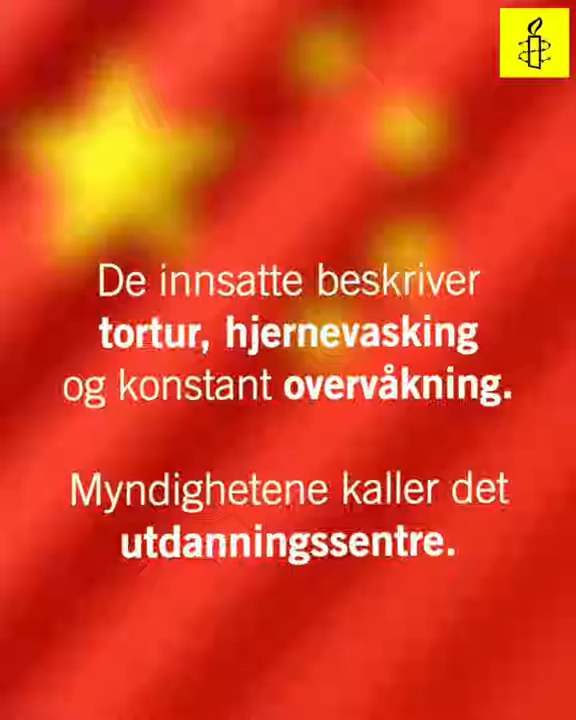 De innsatte beskriver
tortur, hjernevasking
og konstant overvåkning.
Myndighetene kaller det
utdanningssentre.